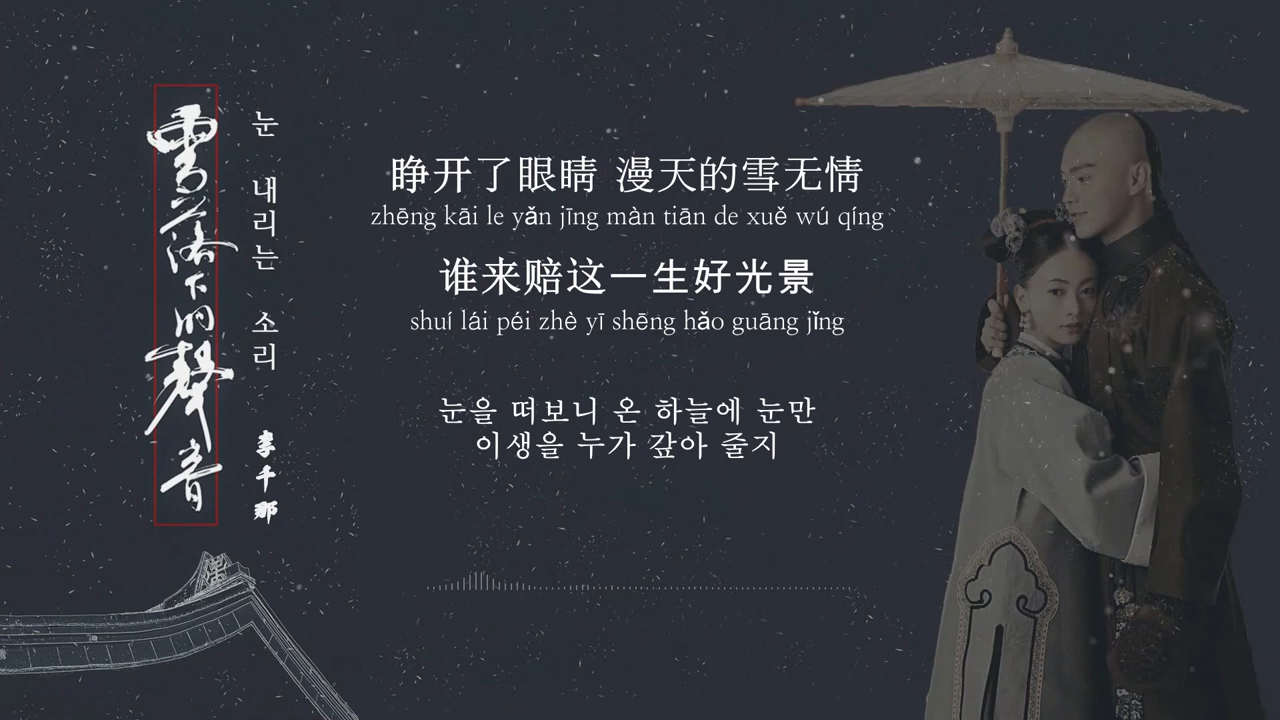 雪落下的聲音
눈 내리는 소리
李千那
睁开了眼晴 漫天的雪无情
zhēng kāi le yǎn jīng màn tiān de xuě wú qíng
谁来赔这一生好光景
shuí lái péi zhè yī shēng hǎo guāng jǐng
눈을 떠보니 온 하늘에 눈만
이생을 누가 갚아 줄지